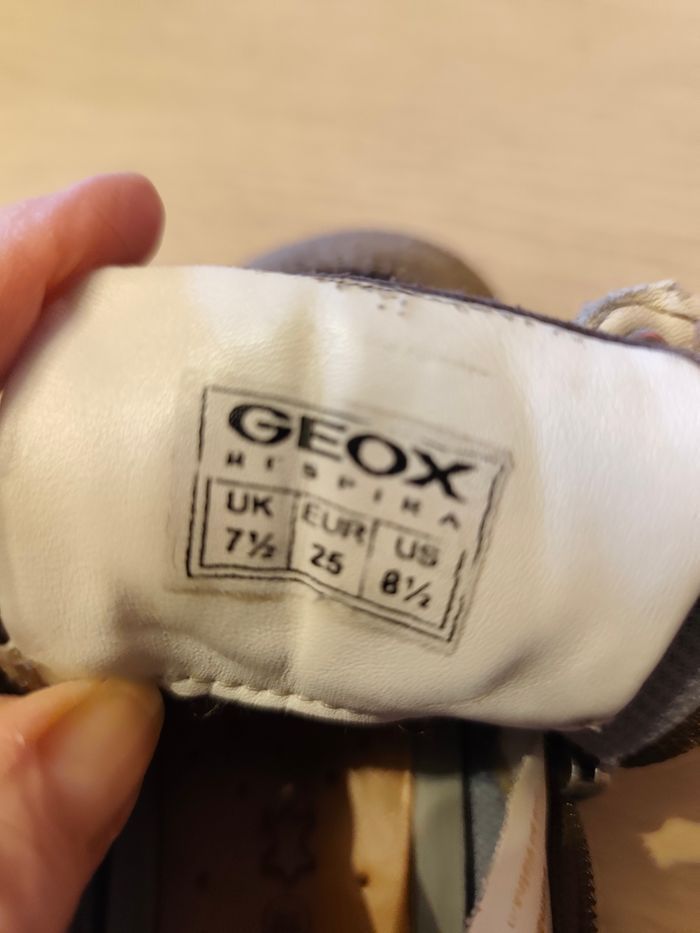 GEOX
RESPIRA
UK EUR US
7½ 25 8½